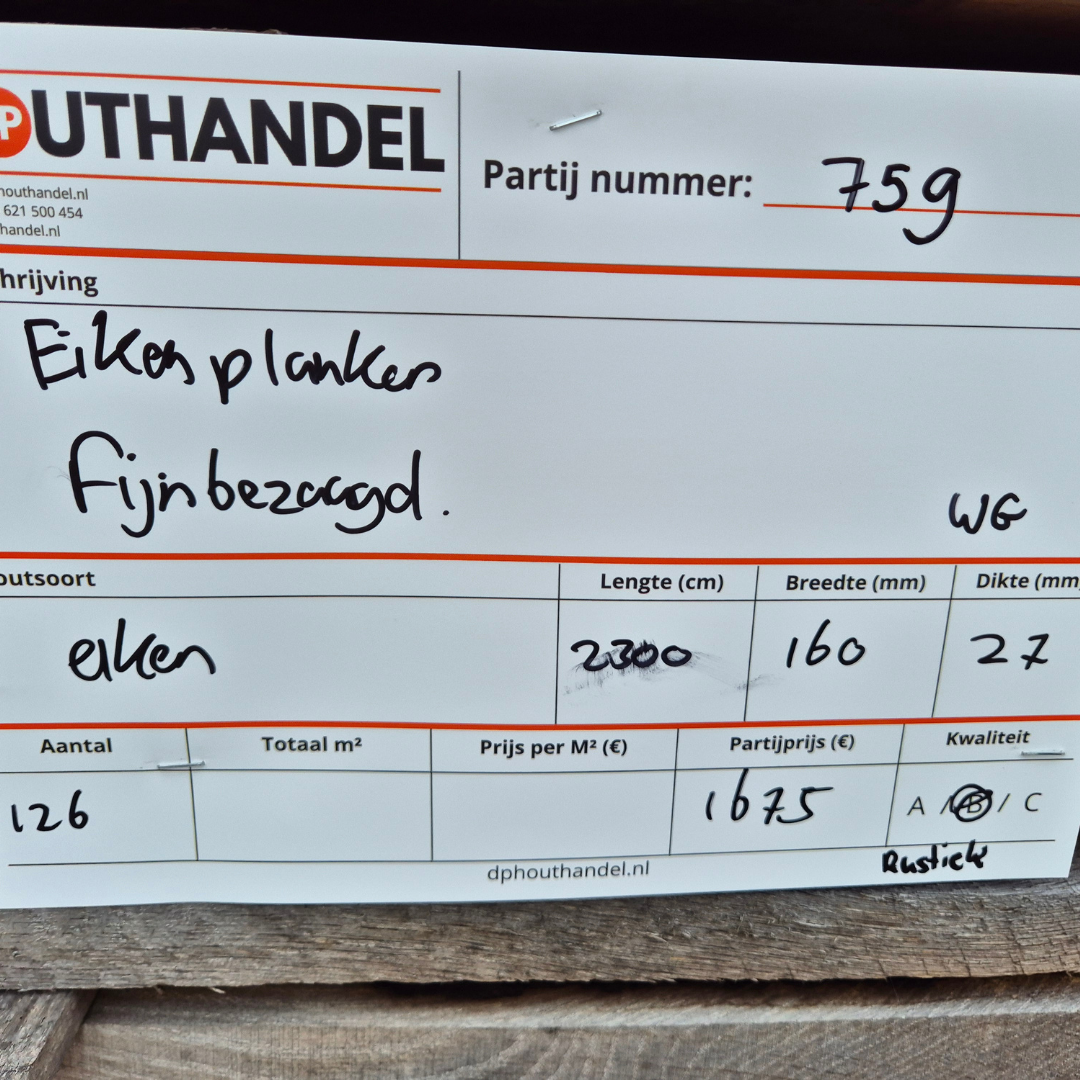 P UTHANDEL
houthandel.nl
621 500 454
handel.nl
Partij nummer: 759
hrijving
Eiken planken
fijnbezaagd.
WG
outsoort
Lengte (cm)
Breedte (mm)
Dikte (mm
eiken
2300
160
27
Aantal
Totaal m²
Prijs per M² (€)
Partijprijs (€)
Kwaliteit
126
1675
A / B / C
Rustiek
dphouthandel.nl